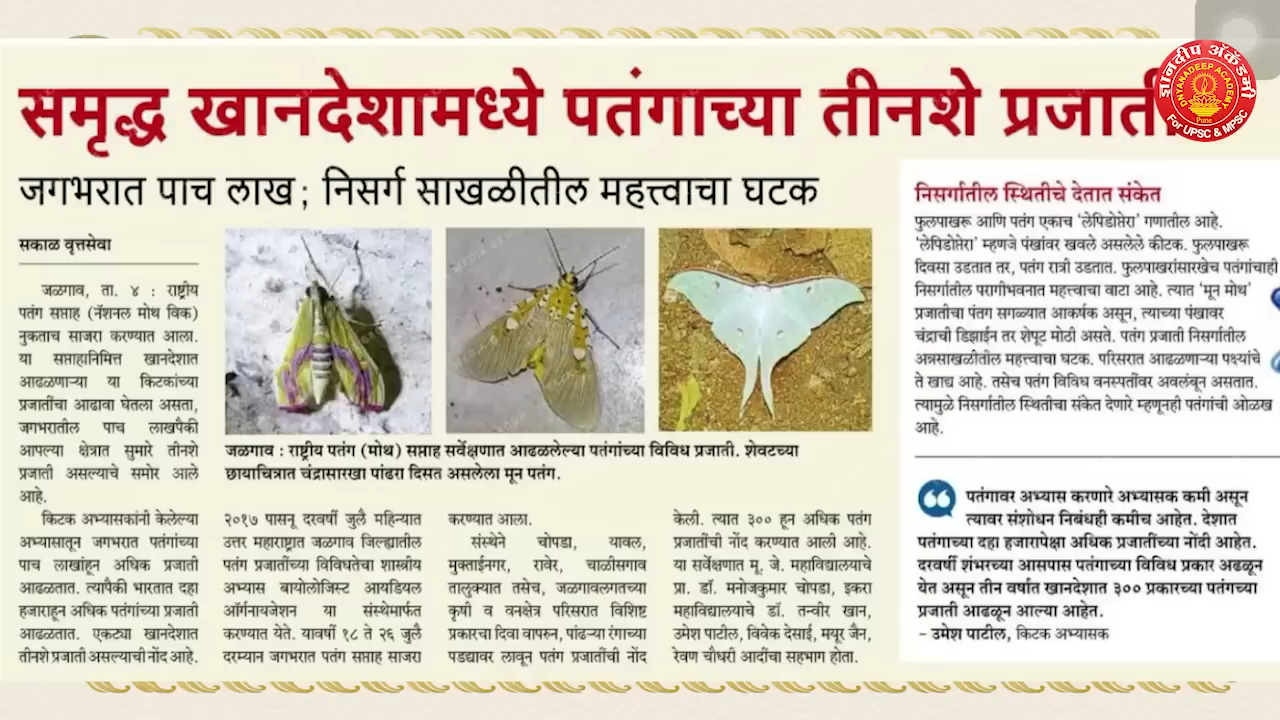 समृद्ध खानदेशामध्ये पतंगाच्या तीनशे प्रजाती
जगभरात पाच लाख ; निसर्ग साखळीतील महत्त्वाचा घटक
सकाळ वृत्तसेवा
जळगाव, ता. ४ : राष्ट्रीय
पतंग सप्ताह (नॅशनल मोथ विक)
नुकताच साजरा करण्यात आला.
या सप्ताहानिमित्त खानदेशात
आढळणाऱ्या या किटकांच्या
प्रजातींचा आढावा घेतला असता,
जगभरातील पाच लाखपैकी
आपल्या क्षेत्रात सुमारे तीनशे
प्रजाती असल्याचे समोर आले
आहे.
किटक अभ्यासकांनी केलेल्या
अभ्यासातून जगभरात पतंगांच्या
पाच लाखांहून अधिक प्रजाती
आढळतात. त्यापैकी भारतात दहा
हजाराहून अधिक पतंगांच्या प्रजाती
आढळतात. एकट्या खानदेशात
तीनशे प्रजाती असल्याची नोंद आहे.
जळगाव : राष्ट्रीय पतंग (मोथ) सप्ताह सर्वेक्षणात आढळलेल्या पतंगांच्या विविध प्रजाती. शेवटच्या
छायाचित्रात चंद्रासारखा पांढरा दिसत असलेला मून पतंग.
२०१७ पासनू दरवर्षी जुलै महिन्यात
उत्तर महाराष्ट्रात जळगाव जिल्ह्यातील
पतंग प्रजातींच्या विविधतेचा शास्त्रीय
अभ्यास बायोलॉजिस्ट आयडियल
ऑर्गनायजेशन या संस्थेमार्फत
करण्यात येते. यावर्षी १८ ते २६ जुलै
दरम्यान जगभरात पतंग सप्ताह साजरा
करण्यात आला.
संस्थेने चोपडा, यावल,
मुक्ताईनगर, रावेर, चाळीसगाव
तालुक्यात तसेच, जळगावलगतच्या
कृषी व वनक्षेत्र परिसरात विशिष्ट
प्रकारचा दिवा वापरुन, पांढऱ्या रंगाच्या
पडद्यावर लावून पतंग प्रजातींची नोंद
केली. त्यात ३०० हून अधिक पतंग
प्रजातींची नोंद करण्यात आली आहे.
या सर्वेक्षणात मू. जे. महाविद्यालयाचे
प्रा. डॉ. मनोजकुमार चोपडा, इकरा
महाविद्यालयाचे डॉ. तन्वीर खान,
उमेश पाटील, विवेक देसाई, मयूर जैन,
रेवण चौधरी आदींचा सहभाग होता.
निसर्गातील स्थितीचे देतात संकेत
फुलपाखरू आणि पतंग एकाच 'लेपिडोप्तेरा' गणातील आहे.
'लेपिडोप्तेरा' म्हणजे पंखांवर खवले असलेले कीटक. फुलपाखरू
दिवसा उडतात तर, पतंग रात्री उडतात. फुलपाखरांसारखेच पतंगांचाही
निसर्गातील परागीभवनात महत्त्वाचा वाटा आहे. त्यात 'मून मोथ'
प्रजातीचा पतंग सगळ्यात आकर्षक असून, त्याच्या पंखावर
चंद्राची डिझाईन तर शेपूट मोठी असते. पतंग प्रजाती निसर्गातील
अन्नसाखळीतील महत्त्वाचा घटक. परिसरात आढळणाऱ्या पक्ष्यांचे
ते खाद्य आहे. तसेच पतंग विविध वनस्पतींवर अवलंबून असतात.
त्यामुळे निसर्गातील स्थितीचा संकेत देणारे म्हणूनही पतंगांची ओळख
आहे.
पतंगावर अभ्यास करणारे अभ्यासक कमी असून
त्यावर संशोधन निबंधही कमीच आहेत. देशात
पतंगाच्या दहा हजारापेक्षा अधिक प्रजातींच्या नोंदी आहेत.
दरवर्षी शंभरच्या आसपास पतंगाच्या विविध प्रकार अढळून
येत असून तीन वर्षात खानदेशात ३०० प्रकारच्या पतंगाच्या
प्रजाती आढळून आल्या आहेत.
– उमेश पाटील, किटक अभ्यासक
ज्ञानदीप अॅकॅडमी
DNYANADEEP ACADEMY
Pune
For UPSC & MPSC